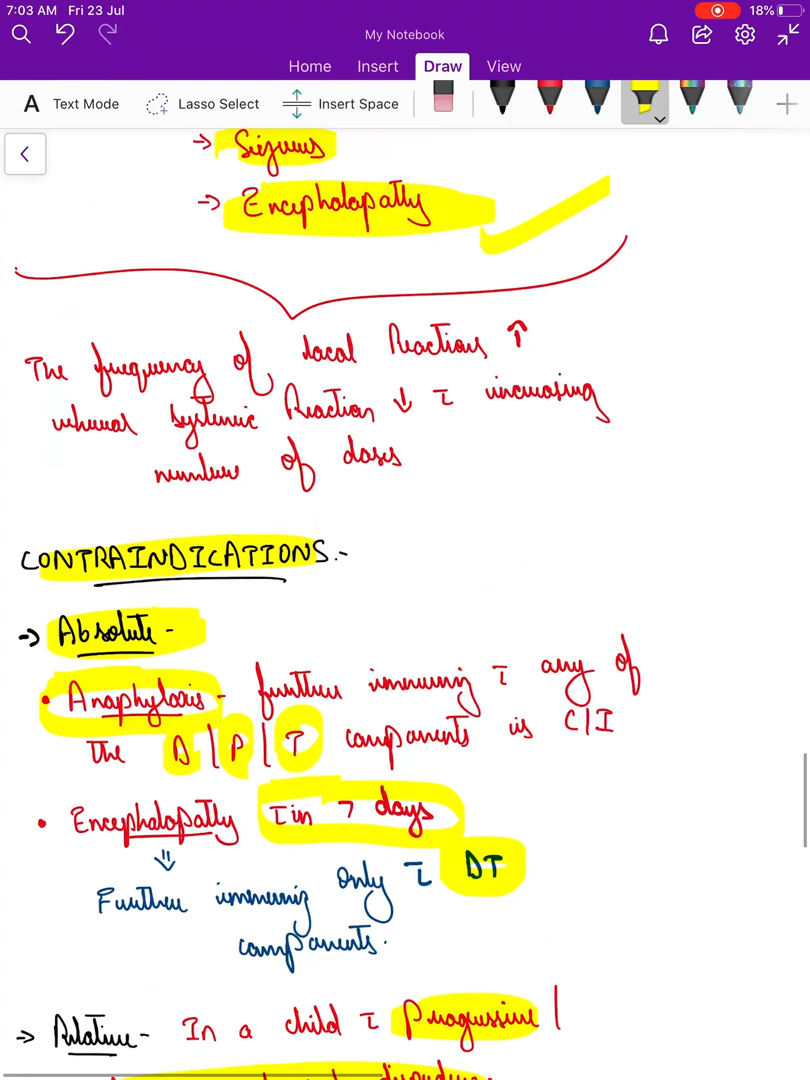 7:03 AM Fri 23 Jul
18%
My Notebook
Home Insert Draw View
A Text Mode Lasso Select Insert Space
→ Seizures
→ Encephalopathy
The frequency of local Reactions ↑
whereas systemic Reaction ↓ c̄ increasing
number of doses
CONTRAINDICATIONS :-
→ Absolute -
• Anaphylaxis - further immuniz c̄ any of
the D | P | T components is C/I
• Encephalopathy c̄in 7 days
⇓
Further immuniz only c̄ DT
components.
→ Relative - In a child c̄ Progressive |